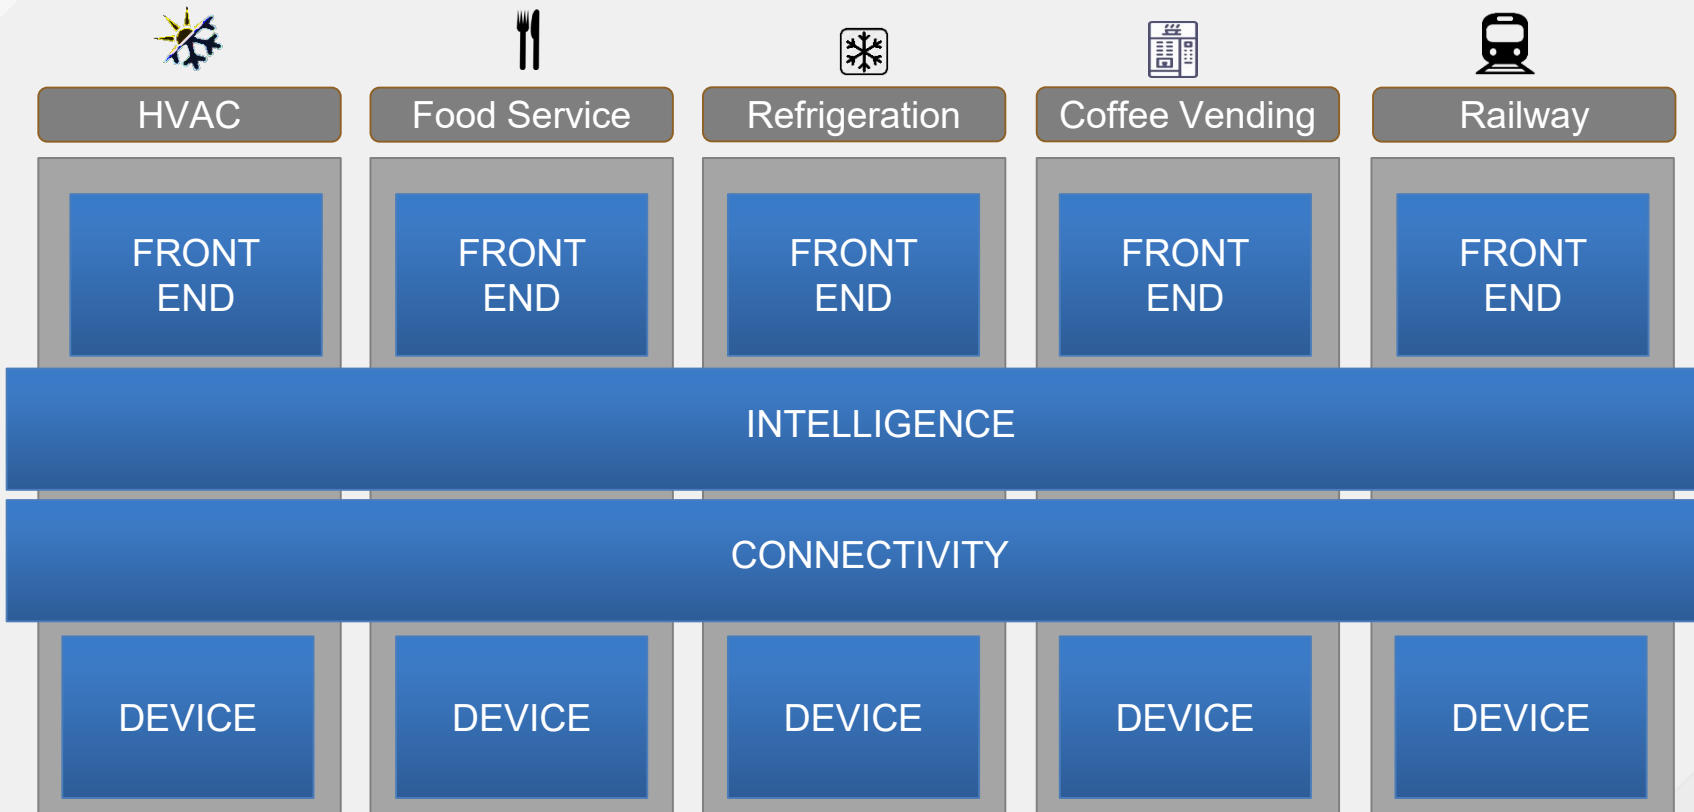 HVAC
Food Service
Refrigeration
Coffee Vending
Railway
FRONT
END
FRONT
END
FRONT
END
FRONT
END
FRONT
END
INTELLIGENCE
CONNECTIVITY
DEVICE
DEVICE
DEVICE
DEVICE
DEVICE